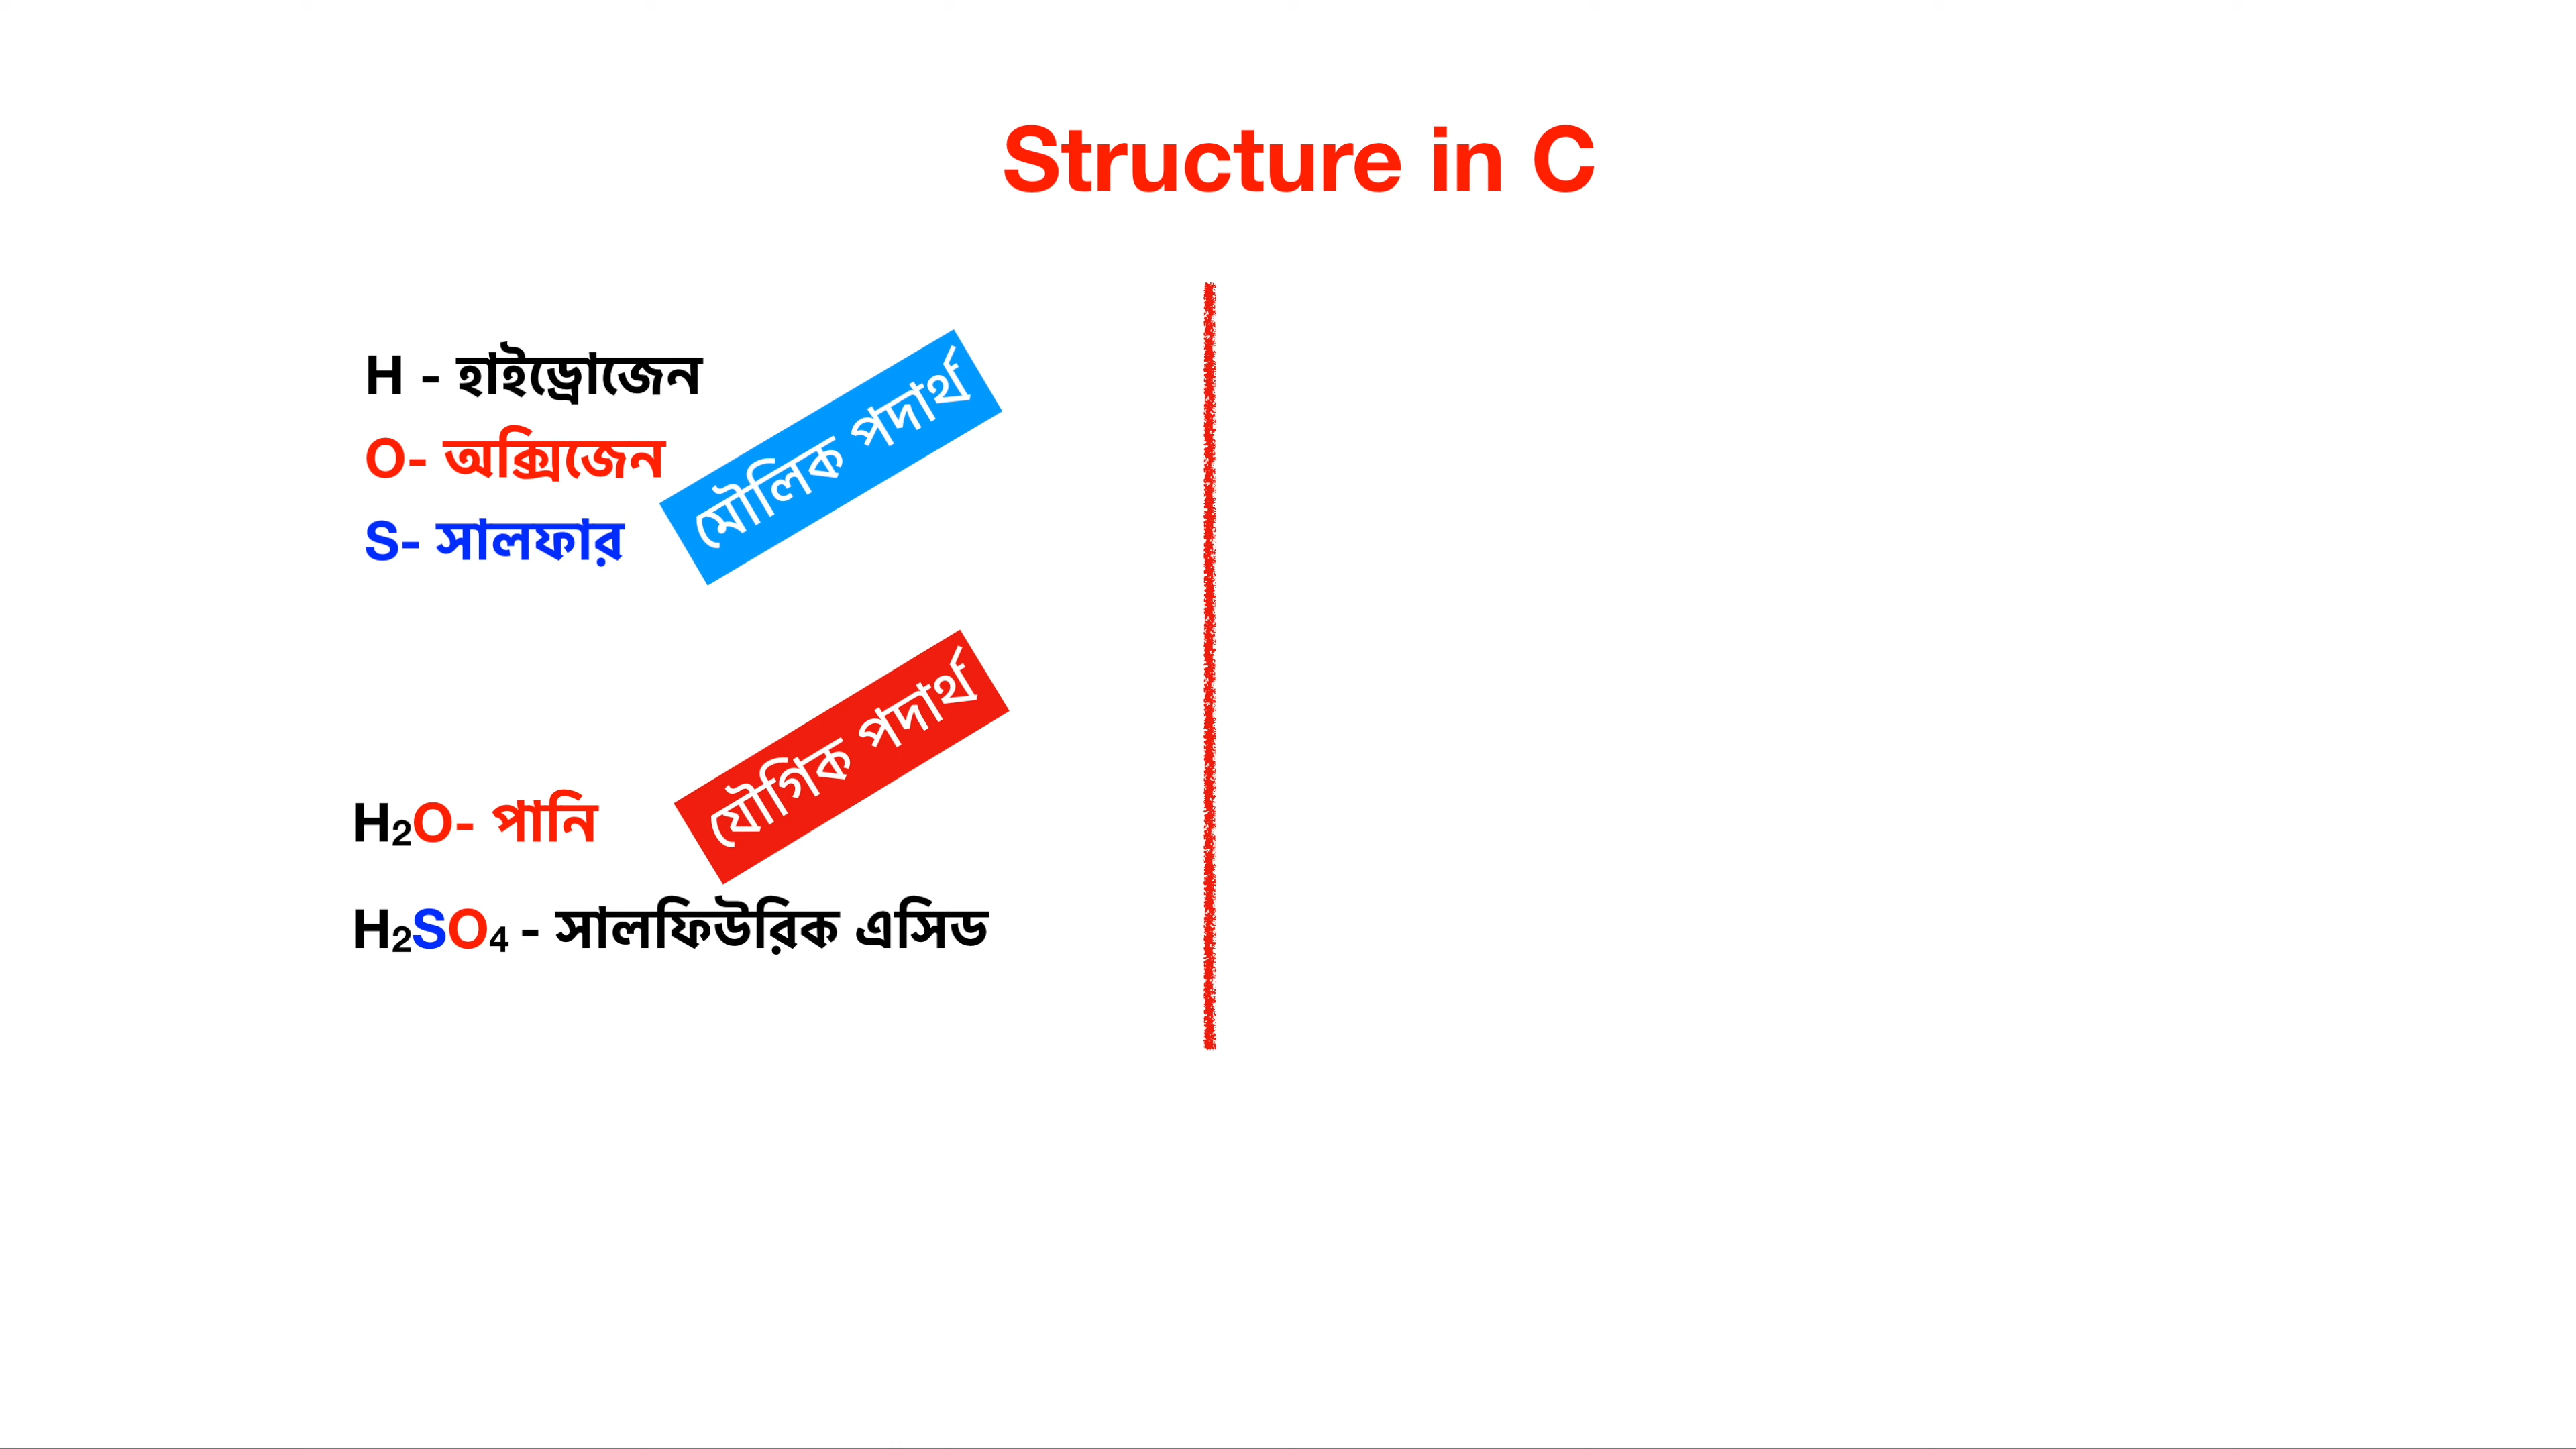 Structure in C
H - হাইড্রোজেন
O- অক্সিজেন
S- সালফার
মৌলিক পদার্থ
যৌগিক পদার্থ
H₂O- পানি
H₂SO₄ - সালফিউরিক এসিড